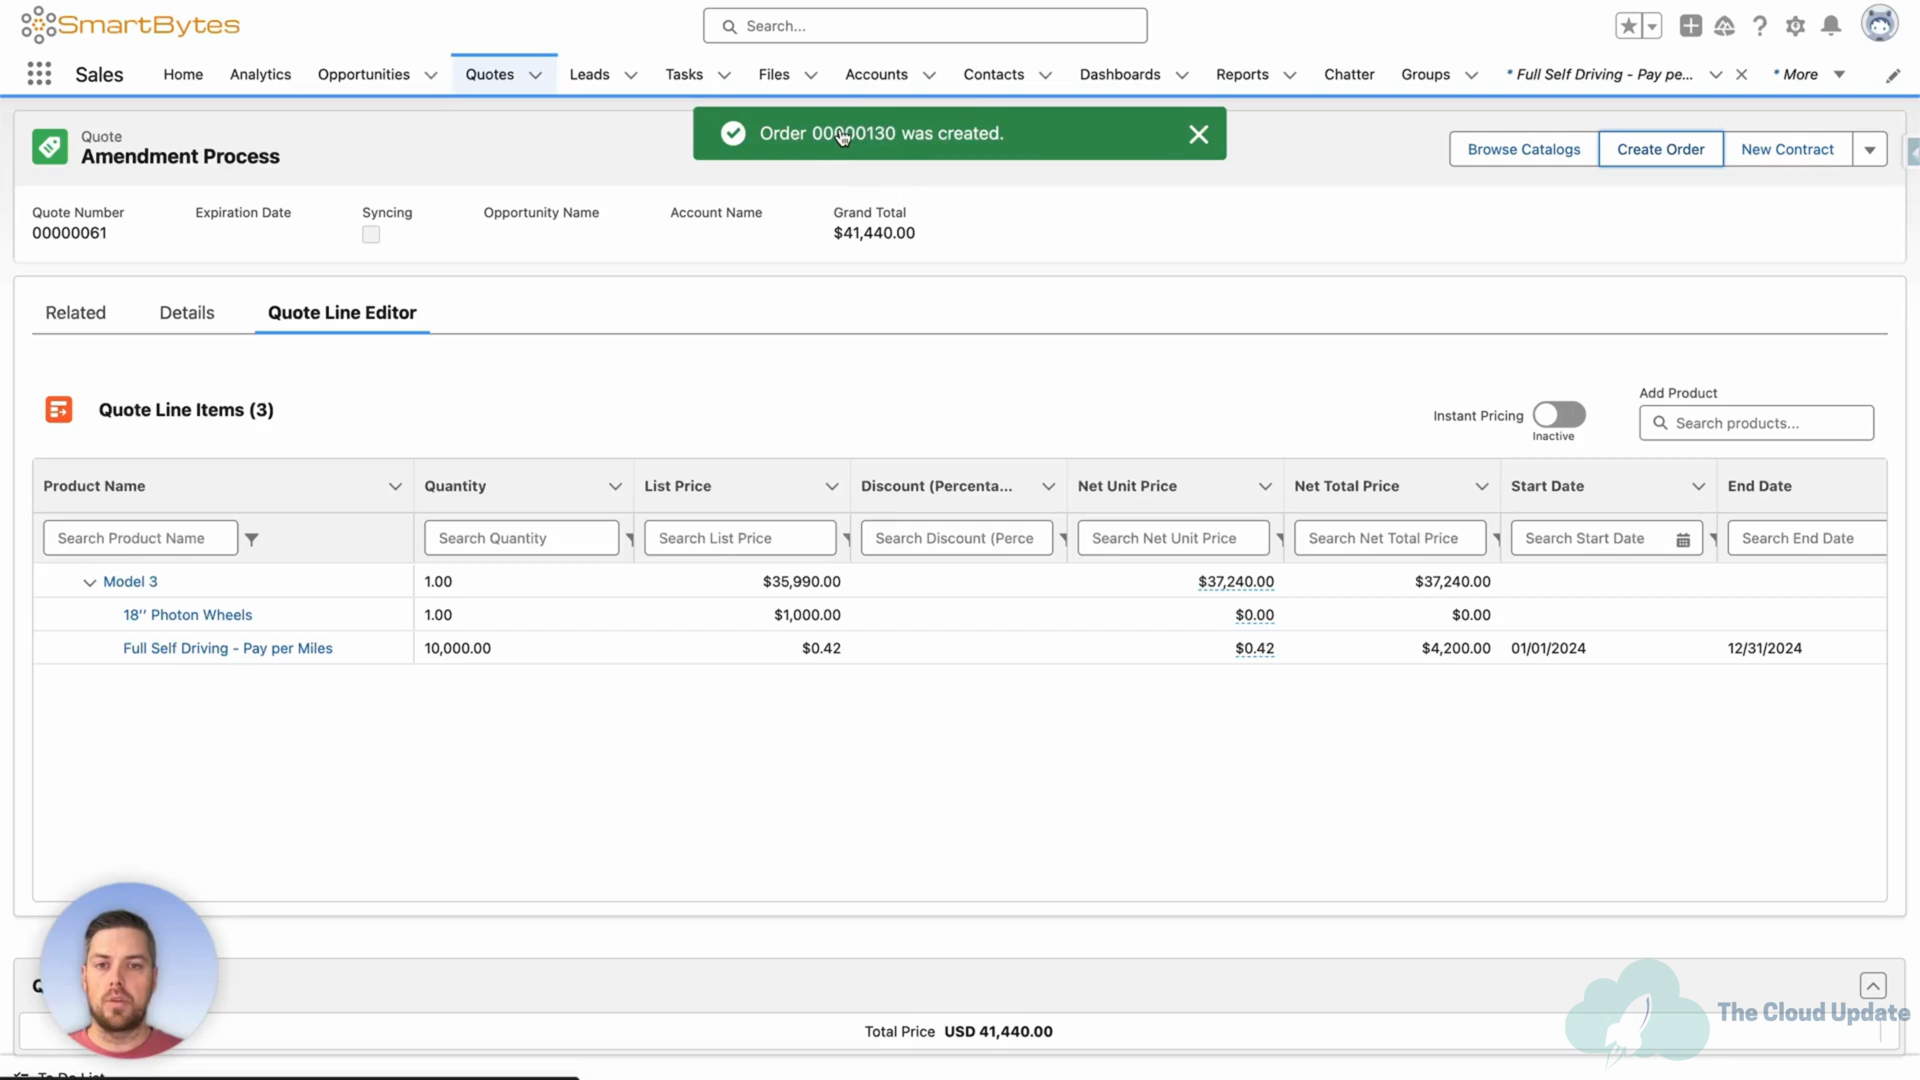 SmartBytes
Search...
Sales
Home
Analytics
Opportunities
Quotes
Leads
Tasks
Files
Accounts
Contacts
Dashboards
Reports
Chatter
Groups
* Full Self Driving - Pay pe...
* More
Quote
Amendment Process
Order 00000130 was created.
Browse Catalogs
Create Order
New Contract
Quote Number
Expiration Date
Syncing
Opportunity Name
Account Name
Grand Total
00000061
$41,440.00
Related
Details
Quote Line Editor
Quote Line Items (3)
Instant Pricing
Inactive
Add Product
Search products...
Product Name
Quantity
List Price
Discount (Percenta...
Net Unit Price
Net Total Price
Start Date
End Date
Search Product Name
Search Quantity
Search List Price
Search Discount (Perce
Search Net Unit Price
Search Net Total Price
Search Start Date
Search End Date
Model 3 1.00 $35,990.00 $37,240.00 $37,240.00
18’’ Photon Wheels 1.00 $1,000.00 $0.00 $0.00
Full Self Driving - Pay per Miles 10,000.00 $0.42 $0.42 $4,200.00 01/01/2024 12/31/2024
Total Price USD 41,440.00
The Cloud Update
To Do List